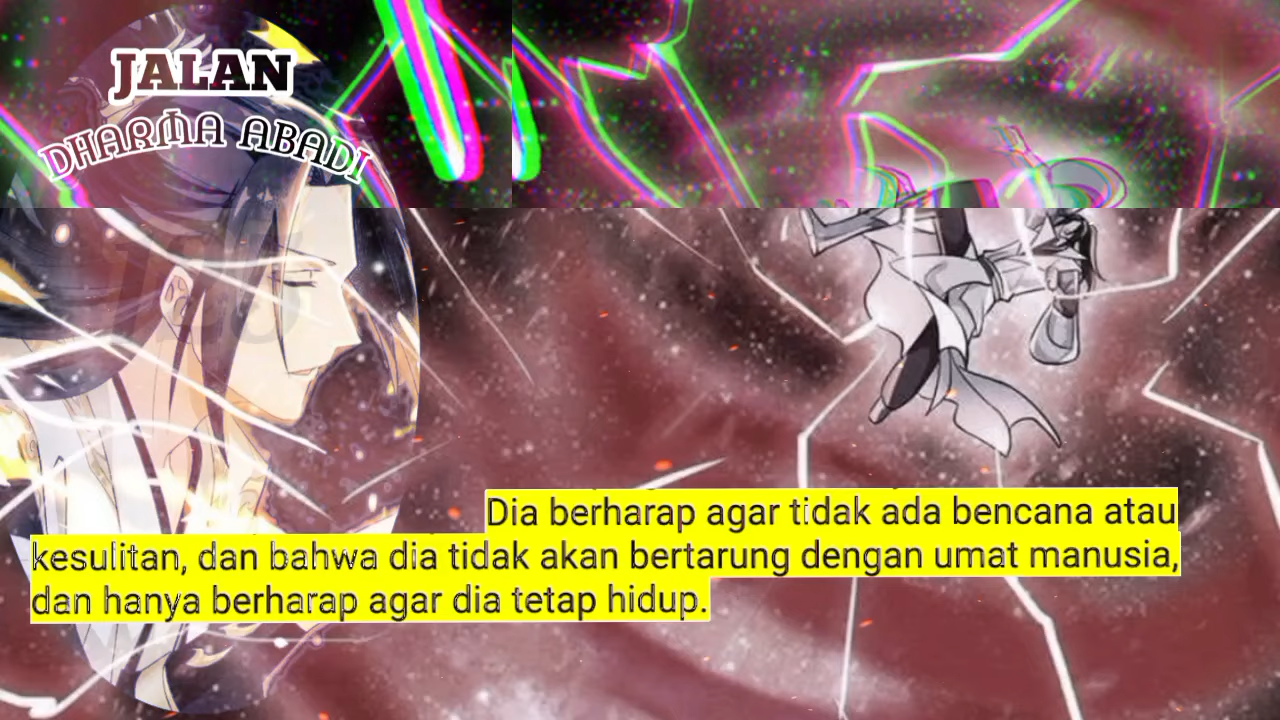 JALAN
DHARMA ABADI
Dia berharap agar tidak ada bencana atau
kesulitan, dan bahwa dia tidak akan bertarung dengan umat manusia,
dan hanya berharap agar dia tetap hidup.